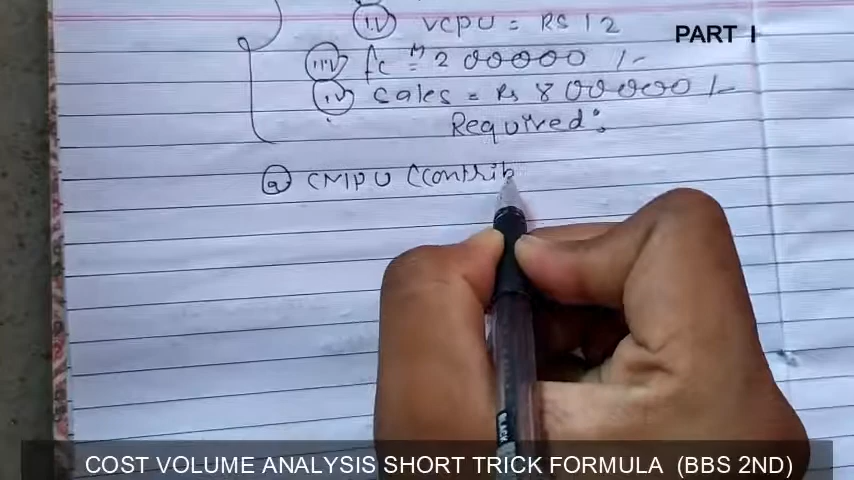 (ii) VCPU = RS 12
PART I
(iii) fc = 200000 /-
(iv) Sales = Rs 800000 /-
Required:
(a) CMPU (Contrib
COST VOLUME ANALYSIS SHORT TRICK FORMULA (BBS 2ND)